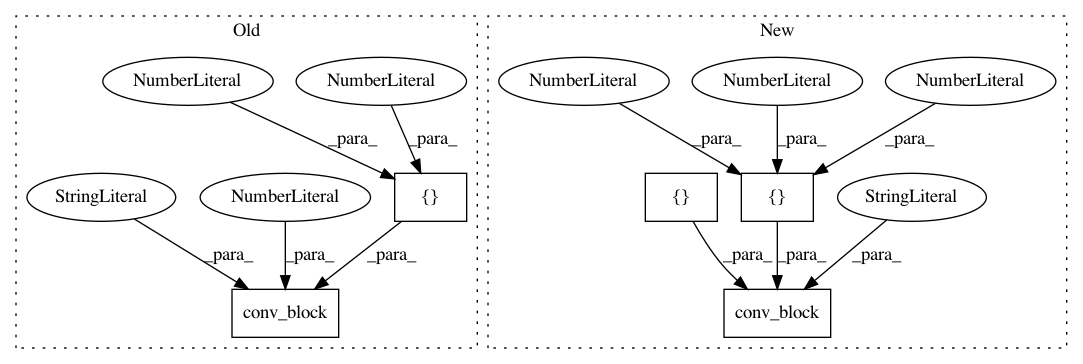 Old
New
NumberLiteral
NumberLiteral
NumberLiteral
NumberLiteral
NumberLiteral
_para_
_para_
_para_
_para_
_para_
StringLiteral
NumberLiteral
{}
{}
{}
StringLiteral
_para_
_para_
_para_
_para_
_para_
_para_
conv_block
conv_block